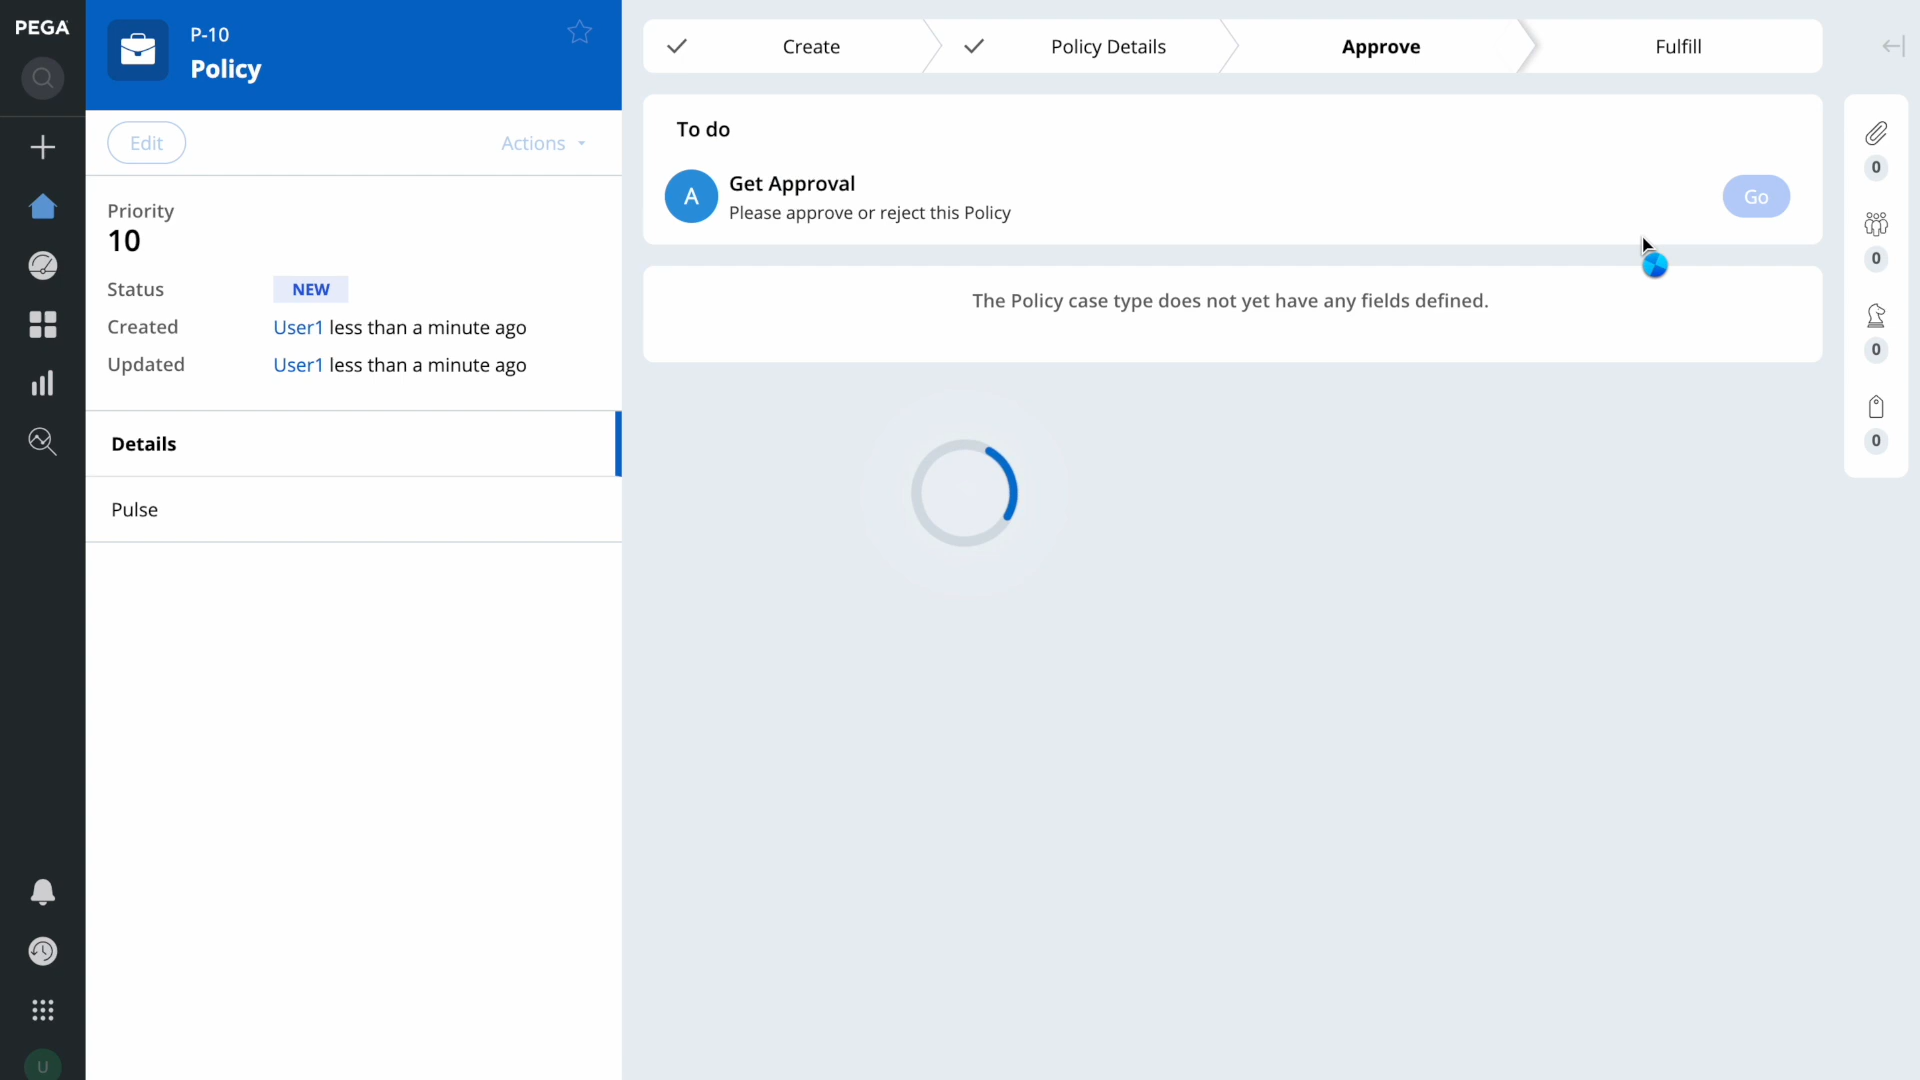 PEGA
P-10
Policy
Edit
Actions
Priority
10
Status
NEW
Created
User1 less than a minute ago
Updated
User1 less than a minute ago
Details
Pulse
U
Create
Policy Details
Approve
Fulfill
To do
A
Get Approval
Please approve or reject this Policy
Go
The Policy case type does not yet have any fields defined.
0
0
0
0